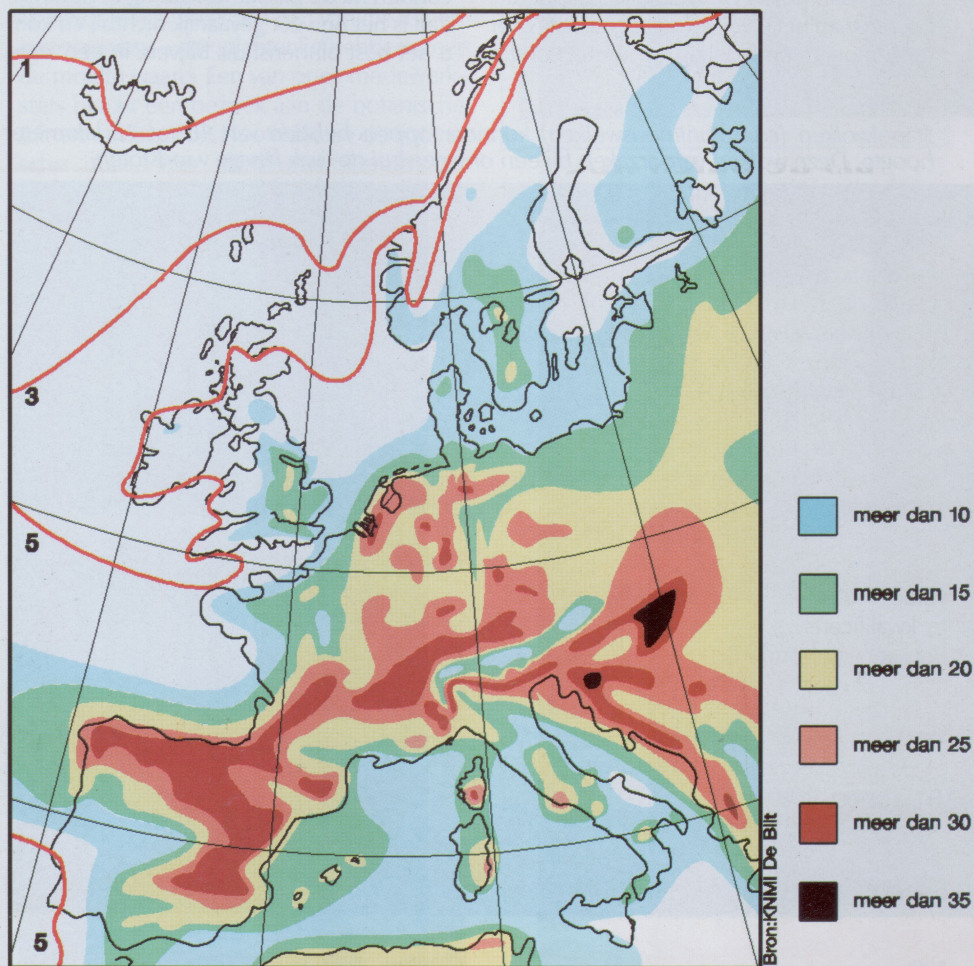 1
3
5
5
meer dan 10
meer dan 15
meer dan 20
meer dan 25
meer dan 30
meer dan 35
Bron:KNMI De Bilt